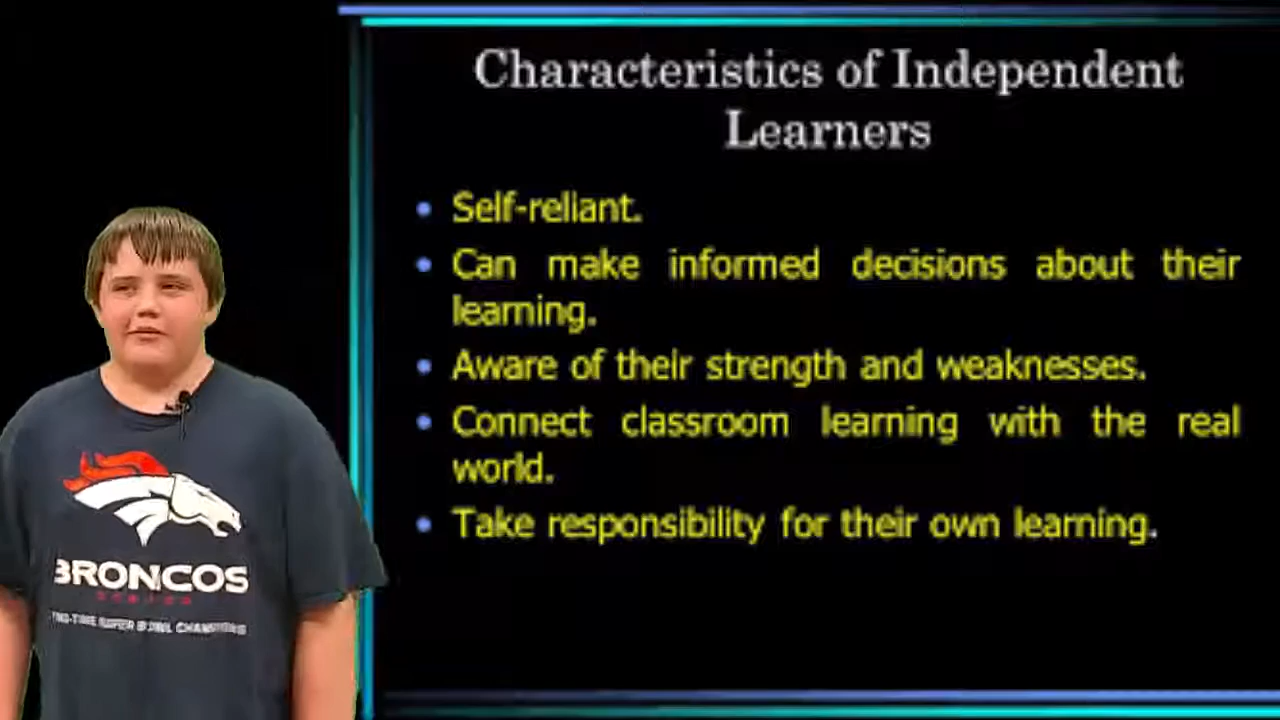 Characteristics of Independent
Learners
• Self-reliant.
• Can make informed decisions about their
learning.
• Aware of their strength and weaknesses.
• Connect classroom learning with the real
world.
• Take responsibility for their own learning.
BRONCOS